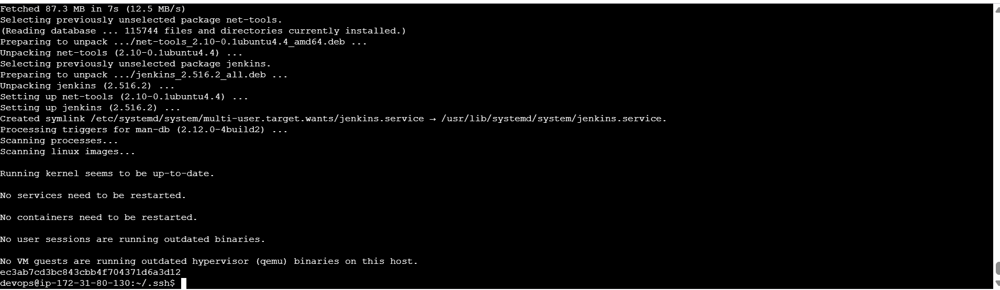 Fetched 87.3 MB in 7s (12.5 MB/s)
Selecting previously unselected package net-tools.
(Reading database ... 115744 files and directories currently installed.)
Preparing to unpack .../net-tools_2.10-0.1ubuntu4.4_amd64.deb ...
Unpacking net-tools (2.10-0.1ubuntu4.4) ...
Selecting previously unselected package jenkins.
Preparing to unpack .../jenkins_2.516.2_all.deb ...
Unpacking jenkins (2.516.2) ...
Setting up net-tools (2.10-0.1ubuntu4.4) ...
Setting up jenkins (2.516.2) ...
Created symlink /etc/systemd/system/multi-user.target.wants/jenkins.service → /usr/lib/systemd/system/jenkins.service.
Processing triggers for man-db (2.12.0-4build2) ...
Scanning processes...
Scanning linux images...
Running kernel seems to be up-to-date.
No services need to be restarted.
No containers need to be restarted.
No user sessions are running outdated binaries.
No VM guests are running outdated hypervisor (qemu) binaries on this host.
ec3ab7cd3bc843cbb4f704371d6a3d12
devops@ip-172-31-80-130:~/.ssh$